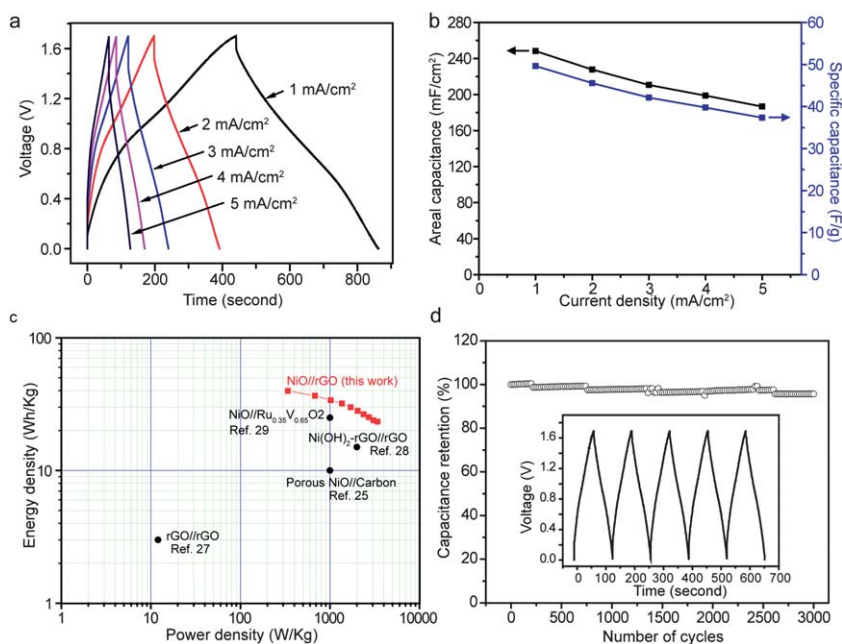 a
Voltage (V)
1.6
1.2
0.8
0.4
0.0
1 mA/cm²
2 mA/cm²
3 mA/cm²
4 mA/cm²
5 mA/cm²
0 200 400 600 800
Time (second)
b
Areal capacitance (mF/cm²)
280
240
200
160
120
80
40
0
60
50
40
30
20
10
0
Specific capacitance (F/g)
0 1 2 3 4 5
Current density (mA/cm²)
c
Energy density (Wh/Kg)
100
10
1
NiO//rGO (this work)
NiO//Ru0.35V0.65O2
Ref. 29
Ni(OH)2-rGO//rGO
Ref. 28
Porous NiO//Carbon
Ref. 25
rGO//rGO
Ref. 27
1 10 100 1000 10000
Power density (W/Kg)
d
Capacitance retention (%)
120
100
80
60
40
20
0
Voltage (V)
1.6
1.2
0.8
0.4
0.0
0 100 200 300 400 500 600 700
Time (second)
0 500 1000 1500 2000 2500 3000
Number of cycles